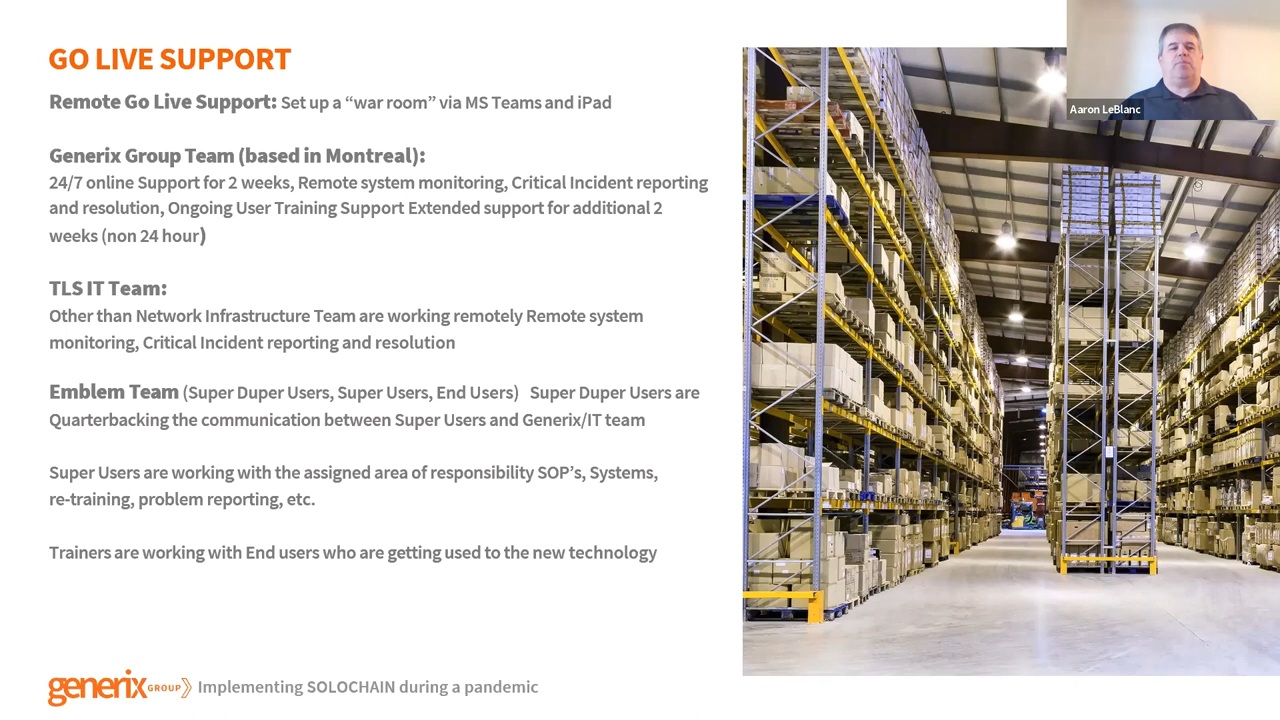 GO LIVE SUPPORT
Remote Go Live Support: Set up a “war room” via MS Teams and iPad
Generix Group Team (based in Montreal):
24/7 online Support for 2 weeks, Remote system monitoring, Critical Incident reporting
and resolution, Ongoing User Training Support Extended support for additional 2
weeks (non 24 hour)
TLS IT Team:
Other than Network Infrastructure Team are working remotely Remote system
monitoring, Critical Incident reporting and resolution
Emblem Team (Super Duper Users, Super Users, End Users) Super Duper Users are
Quarterbacking the communication between Super Users and Generix/IT team
Super Users are working with the assigned area of responsibility SOP’s, Systems,
re-training, problem reporting, etc.
Trainers are working with End users who are getting used to the new technology
generix GROUP Implementing SOLOCHAIN during a pandemic
Aaron LeBlanc